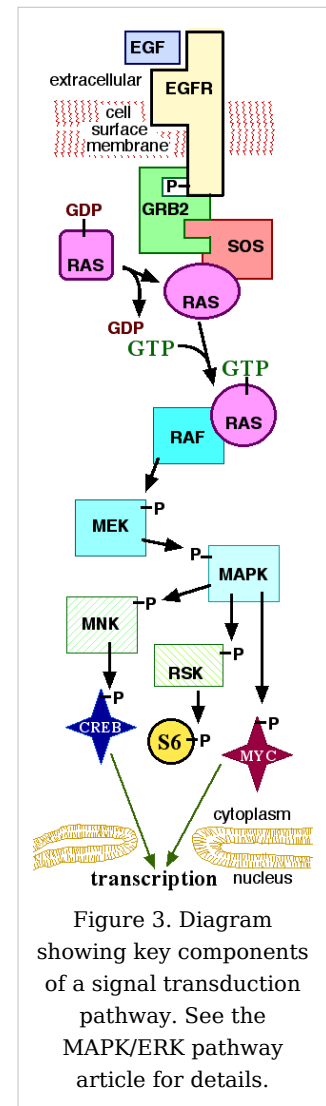 EGF
EGFR
extracellular
cell
surface
membrane
P
GRB2
SOS
GDP
RAS
RAS
GDP
GTP
GTP
RAS
RAF
P
MEK
P
MAPK
P
MNK
P
RSK
P
CREB
S6
P
P
MYC
cytoplasm
transcription
nucleus
Figure 3. Diagram
showing key components
of a signal transduction
pathway. See the
MAPK/ERK pathway
article for details.